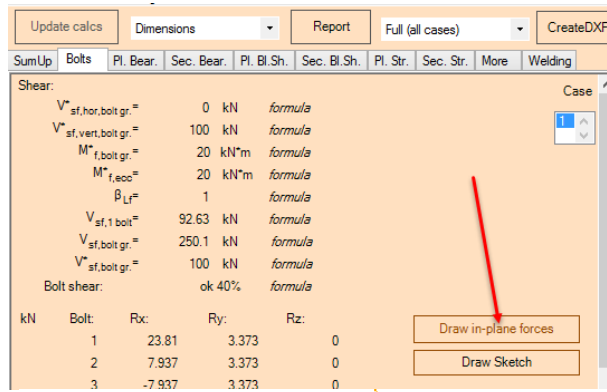 Update calcs Dimensions Report Full (all cases) CreateDXF
SumUp Bolts Pl. Bear. Sec. Bear. Pl. Bl.Sh. Sec. Bl.Sh. Pl. Str. Sec. Str. More Welding
Shear: Case
V*sf,hor,bolt gr.= 0 kN formula 1
V*sf,vert,bolt gr.= 100 kN formula
M*f,bolt gr.= 20 kN*m formula
M*f,ecc= 20 kN*m formula
βLf= 1 formula
Vsf,1 bolt= 92.63 kN formula
Vsf,bolt gr.= 250.1 kN formula
V*sf,bolt gr.= 100 kN formula
Bolt shear: ok 40% formula
kN Bolt: Rx: Ry: Rz: Draw in-plane forces
1 23.81 3.373 0
2 7.937 3.373 0 Draw Sketch
3 -7.937 3.373 0